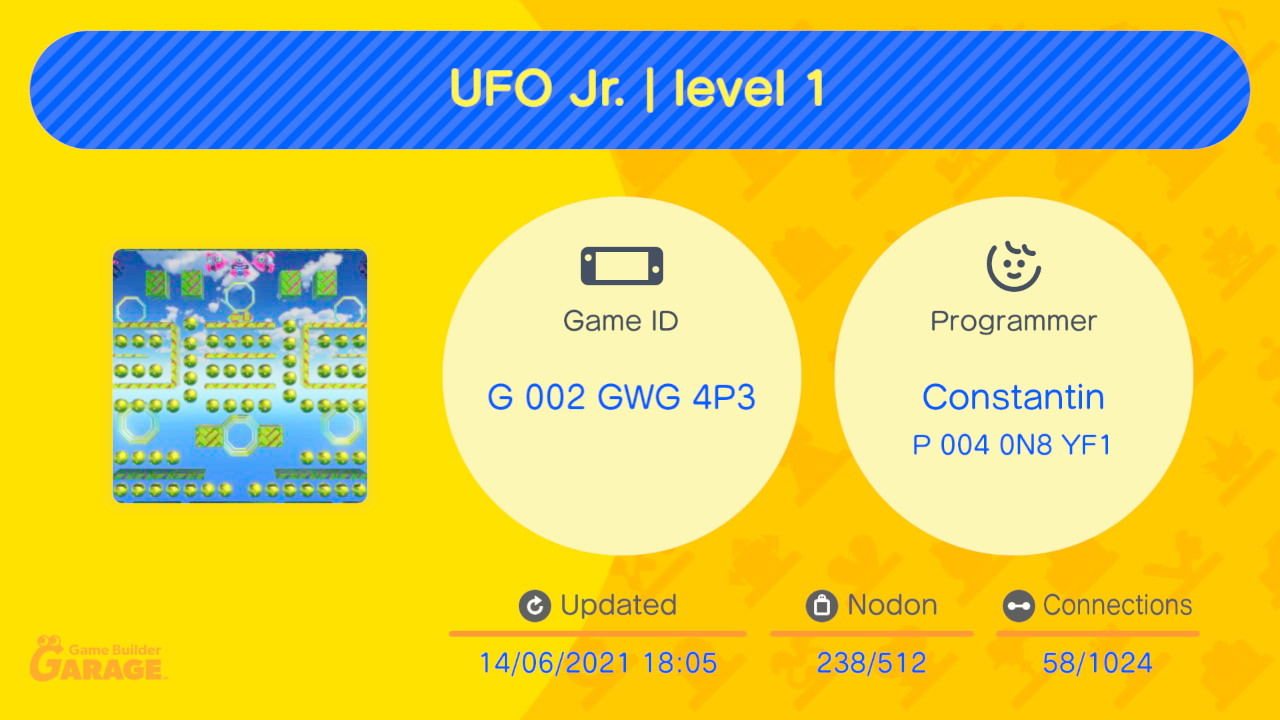 UFO Jr. | level 1
Game ID
G 002 GWG 4P3
Programmer
Constantin
P 004 0N8 YF1
Updated
14/06/2021 18:05
Nodon
238/512
Connections
58/1024
Game Builder
GARAGE